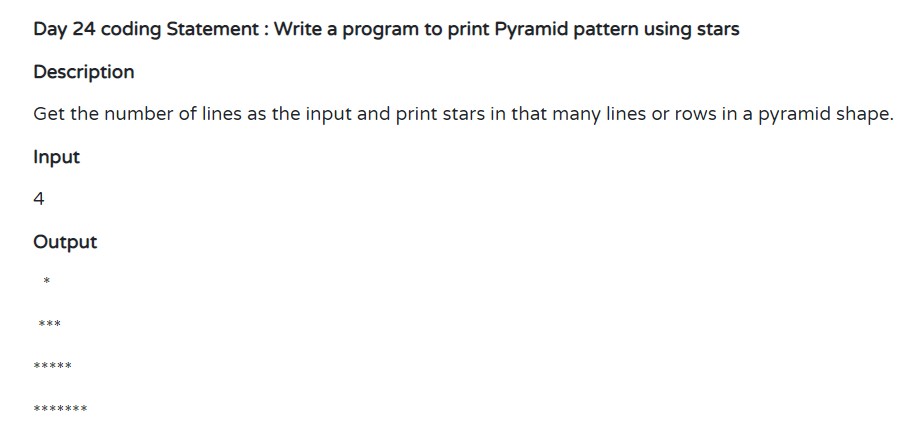 Day 24 coding Statement : Write a program to print Pyramid pattern using stars
Description
Get the number of lines as the input and print stars in that many lines or rows in a pyramid shape.
Input
4
Output
*
***
*****
*******